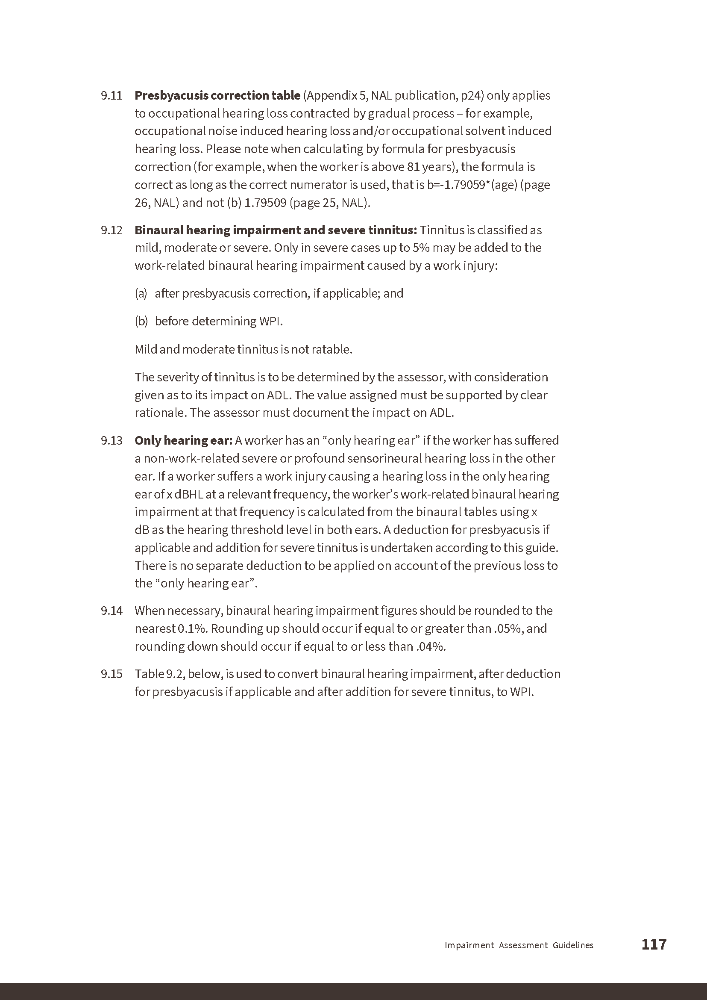 9.11 Presbyacusis correction table (Appendix 5, NAL publication, p24) only applies
to occupational hearing loss contracted by gradual process – for example,
occupational noise induced hearing loss and/or occupational solvent induced
hearing loss. Please note when calculating by formula for presbyacusis
correction (for example, when the worker is above 81 years), the formula is
correct as long as the correct numerator is used, that is b=-1.79059*(age) (page
26, NAL) and not (b) 1.79509 (page 25, NAL).
9.12 Binaural hearing impairment and severe tinnitus: Tinnitus is classified as
mild, moderate or severe. Only in severe cases up to 5% may be added to the
work-related binaural hearing impairment caused by a work injury:
(a) after presbyacusis correction, if applicable; and
(b) before determining WPI.
Mild and moderate tinnitus is not ratable.
The severity of tinnitus is to be determined by the assessor, with consideration
given as to its impact on ADL. The value assigned must be supported by clear
rationale. The assessor must document the impact on ADL.
9.13 Only hearing ear: A worker has an “only hearing ear” if the worker has suffered
a non-work-related severe or profound sensorineural hearing loss in the other
ear. If a worker suffers a work injury causing a hearing loss in the only hearing
ear of x dBHL at a relevant frequency, the worker’s work-related binaural hearing
impairment at that frequency is calculated from the binaural tables using x
dB as the hearing threshold level in both ears. A deduction for presbyacusis if
applicable and addition for severe tinnitus is undertaken according to this guide.
There is no separate deduction to be applied on account of the previous loss to
the “only hearing ear”.
9.14 When necessary, binaural hearing impairment figures should be rounded to the
nearest 0.1%. Rounding up should occur if equal to or greater than .05%, and
rounding down should occur if equal to or less than .04%.
9.15 Table 9.2, below, is used to convert binaural hearing impairment, after deduction
for presbyacusis if applicable and after addition for severe tinnitus, to WPI.
Impairment Assessment Guidelines 117